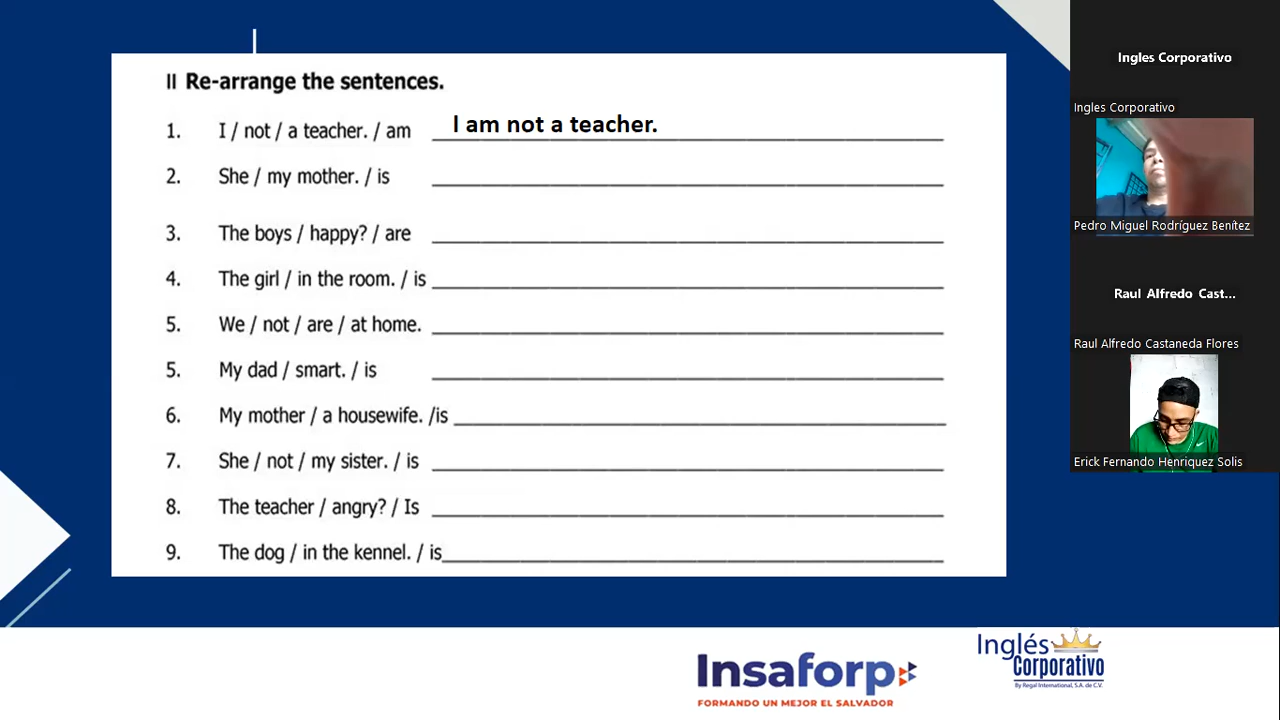 II Re-arrange the sentences.
1. I / not / a teacher. / am I am not a teacher.
2. She / my mother. / is
3. The boys / happy? / are
4. The girl / in the room. / is
5. We / not / are / at home.
5. My dad / smart. / is
6. My mother / a housewife. /is
7. She / not / my sister. / is
8. The teacher / angry? / Is
9. The dog / in the kennel. / is
Insaforp
FORMANDO UN MEJOR EL SALVADOR
Inglés
Corporativo
By Regal International, S.A. de C.V.
Ingles Corporativo
Ingles Corporativo
Pedro Miguel Rodríguez Benítez
Raul Alfredo Cast...
Raul Alfredo Castaneda Flores
Erick Fernando Henriquez Solis